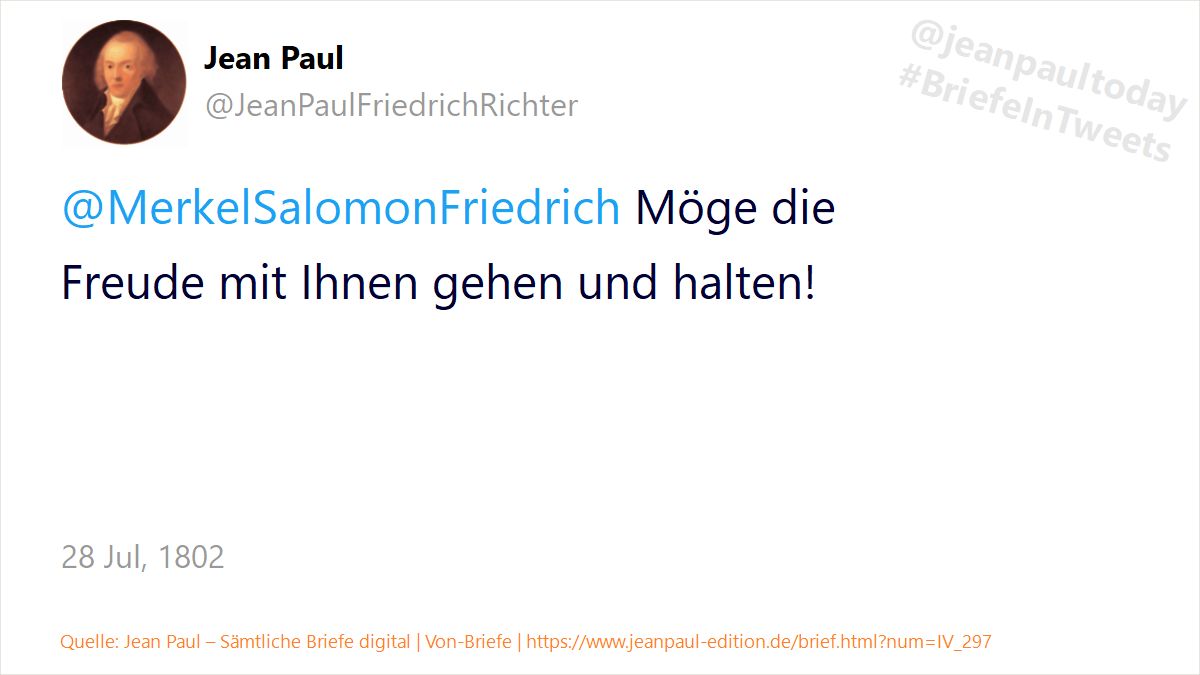 Jean Paul
@JeanPaulFriedrichRichter
@jeanpaultoday
#BriefeInTweets
@MerkelSalomonFriedrich Möge die
Freude mit Ihnen gehen und halten!
28 Jul, 1802
Quelle: Jean Paul – Sämtliche Briefe digital | Von-Briefe | https://www.jeanpaul-edition.de/brief.html?num=IV_297